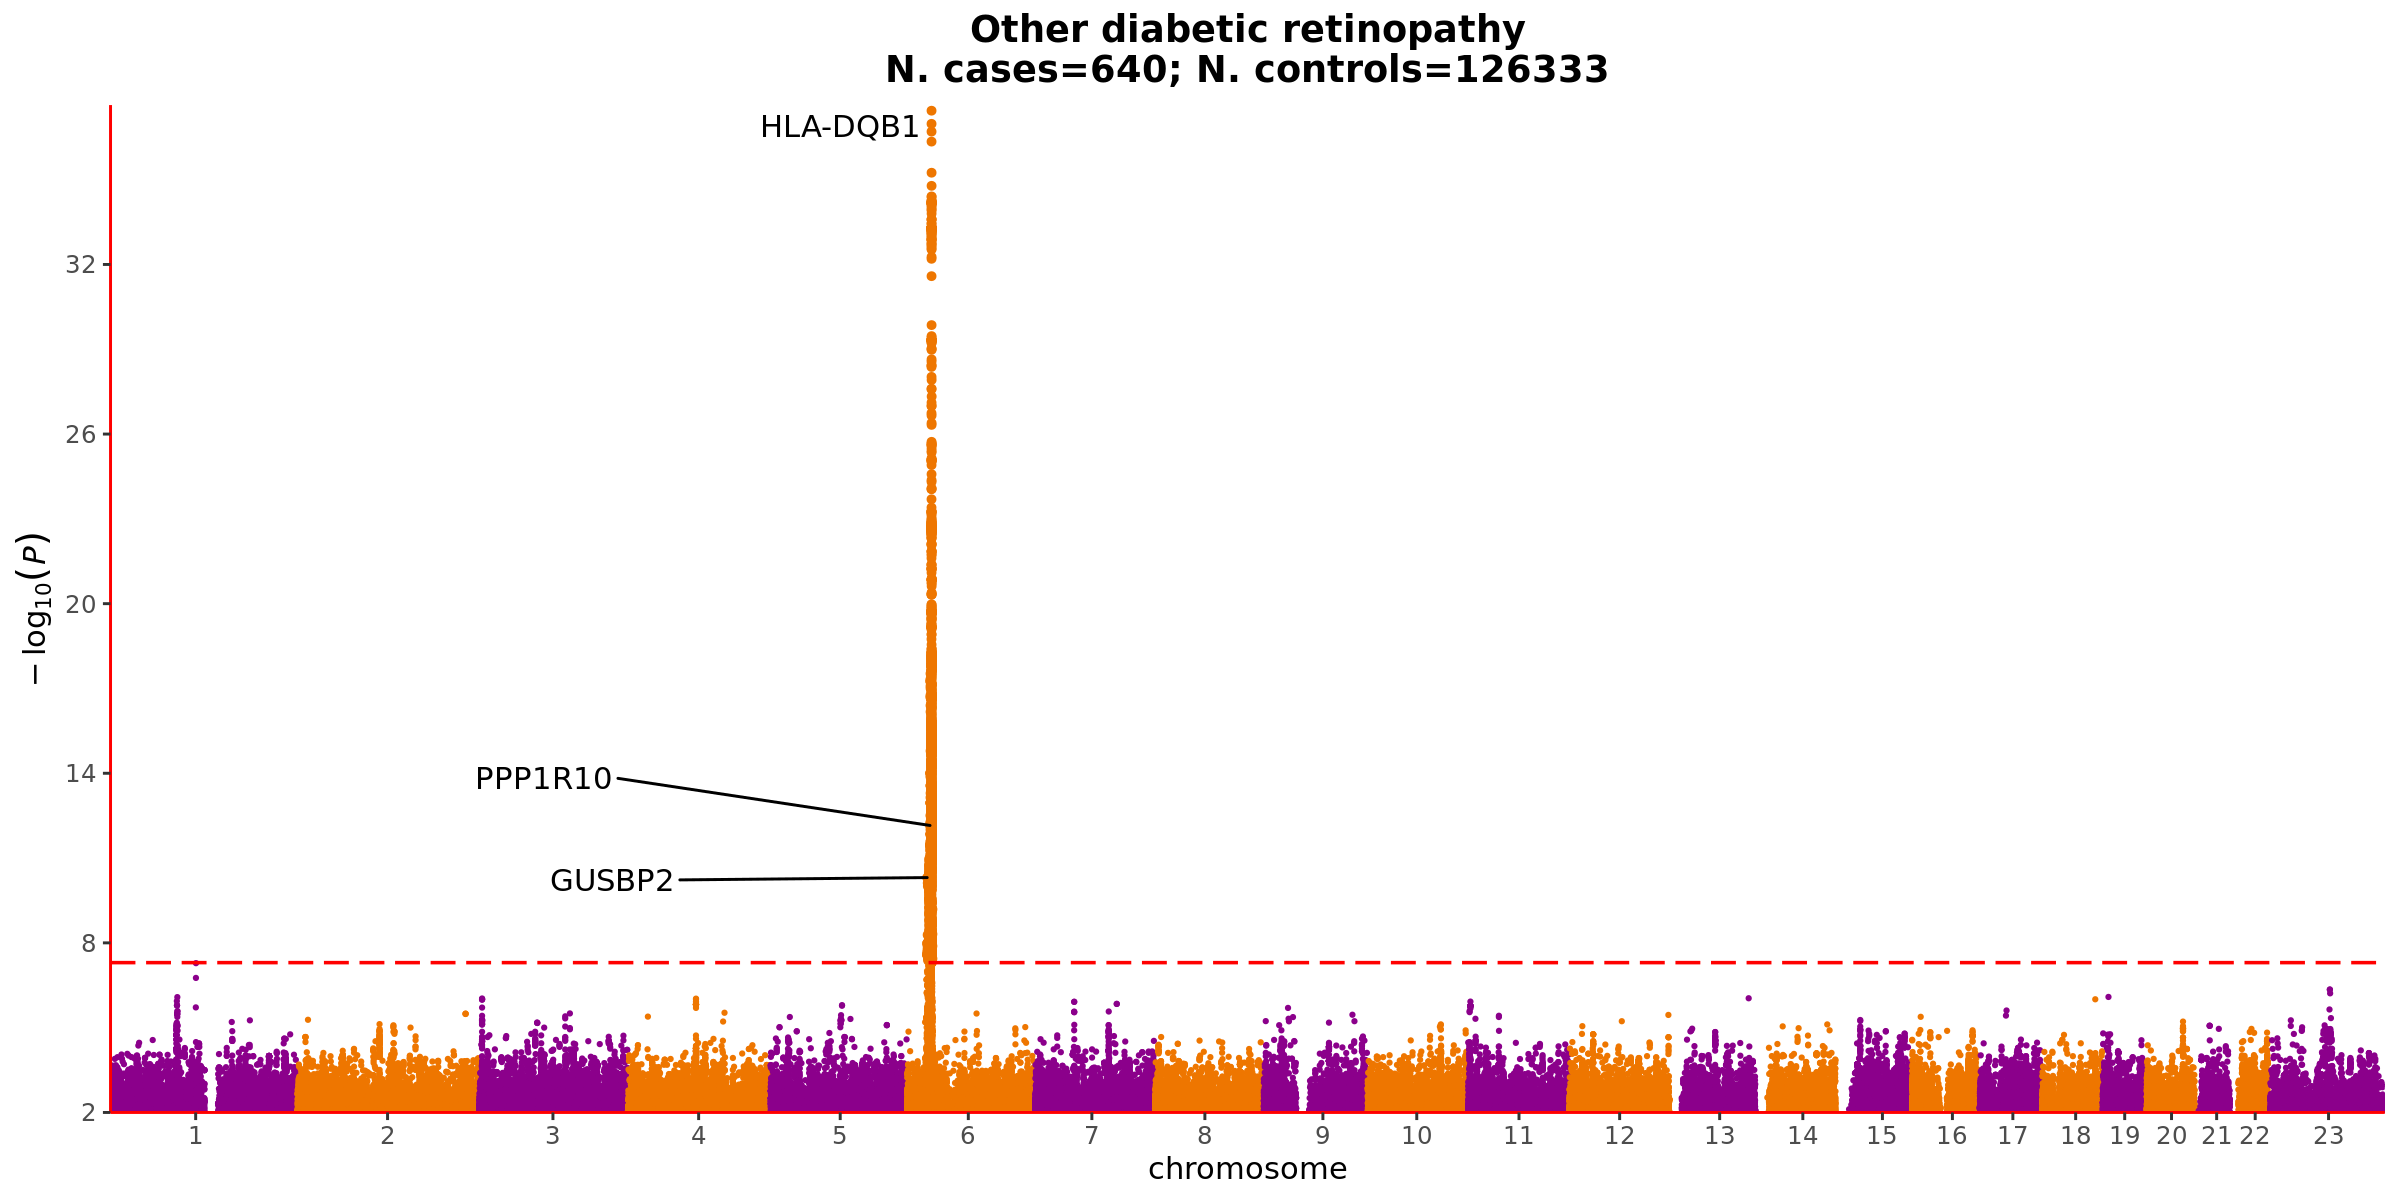 Other diabetic retinopathy
N. cases=640; N. controls=126333
HLA-DQB1
PPP1R10
GUSBP2
− log10(P)
32
26
20
14
8
2
1 2 3 4 5 6 7 8 9 10 11 12 13 14 15 16 17 18 19 20 21 22 23
chromosome